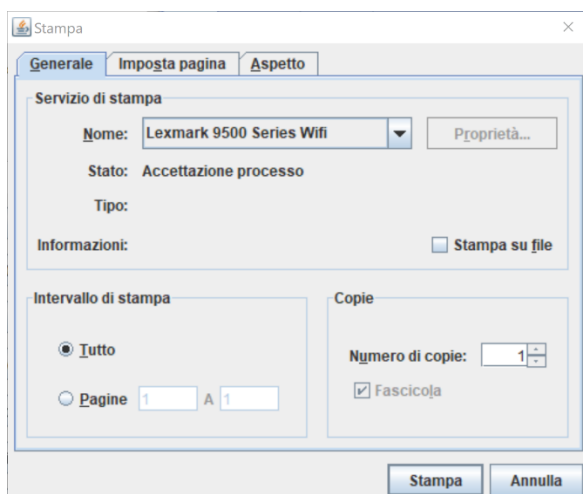 Stampa
Generale Imposta pagina Aspetto
Servizio di stampa
Nome: Lexmark 9500 Series Wifi Proprietà...
Stato: Accettazione processo
Tipo:
Informazioni: Stampa su file
Intervallo di stampa Copie
Tutto Numero di copie: 1
Pagine 1 A 1 Fascicola
Stampa Annulla